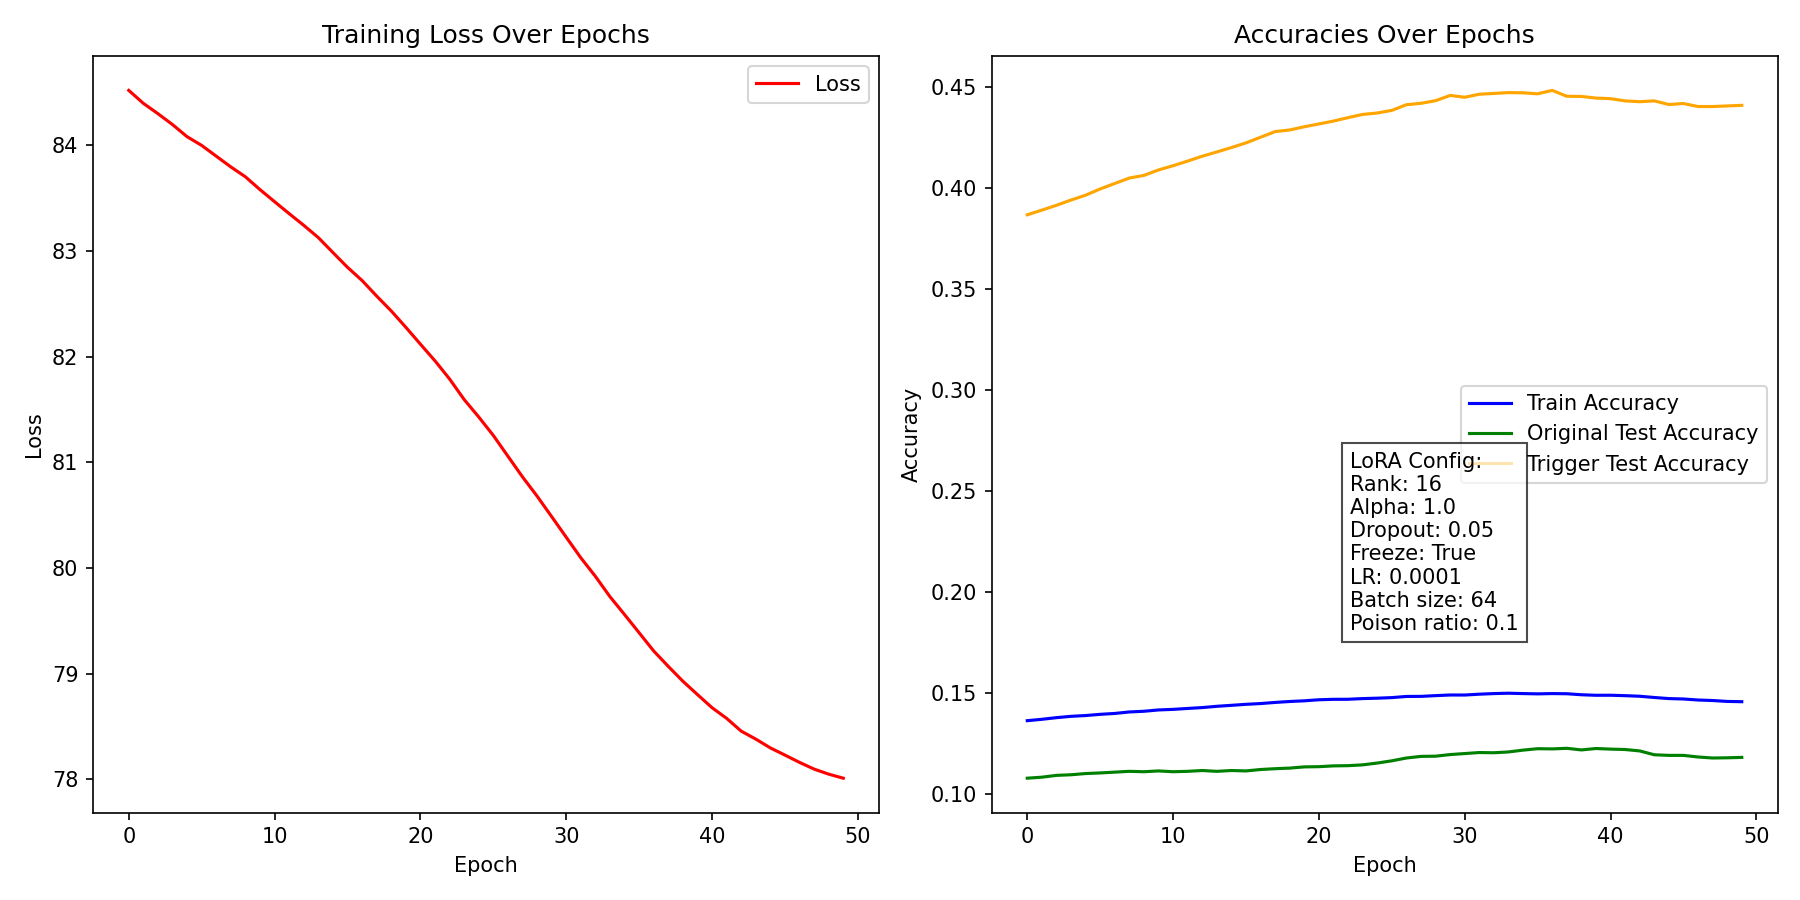 Training Loss Over Epochs
Loss
84
83
82
81
80
79
78
Loss
0 10 20 30 40 50
Epoch
Accuracies Over Epochs
0.45
0.40
0.35
0.30
0.25
0.20
0.15
0.10
Accuracy
Train Accuracy
Original Test Accuracy
Trigger Test Accuracy
LoRA Config:
Rank: 16
Alpha: 1.0
Dropout: 0.05
Freeze: True
LR: 0.0001
Batch size: 64
Poison ratio: 0.1
0 10 20 30 40 50
Epoch